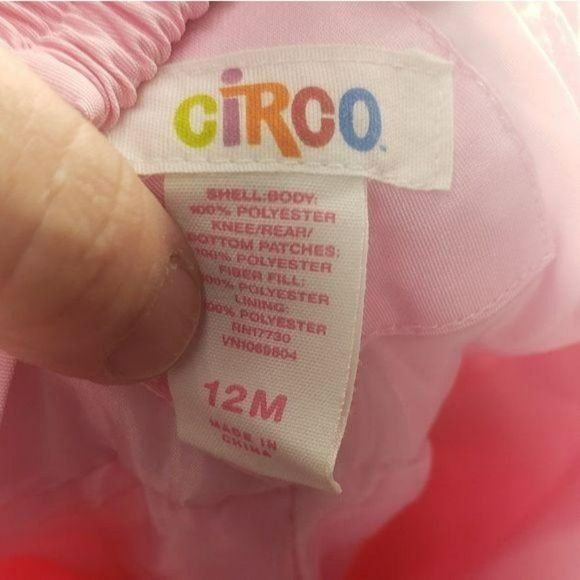 CiRCO
SHELL:BODY:
100% POLYESTER
KNEE/REAR/
BOTTOM PATCHES:
100% POLYESTER
FIBER FILL:
100% POLYESTER
LINING:
100% POLYESTER
RN17730
VN1069804
12M
MADE IN
CHINA